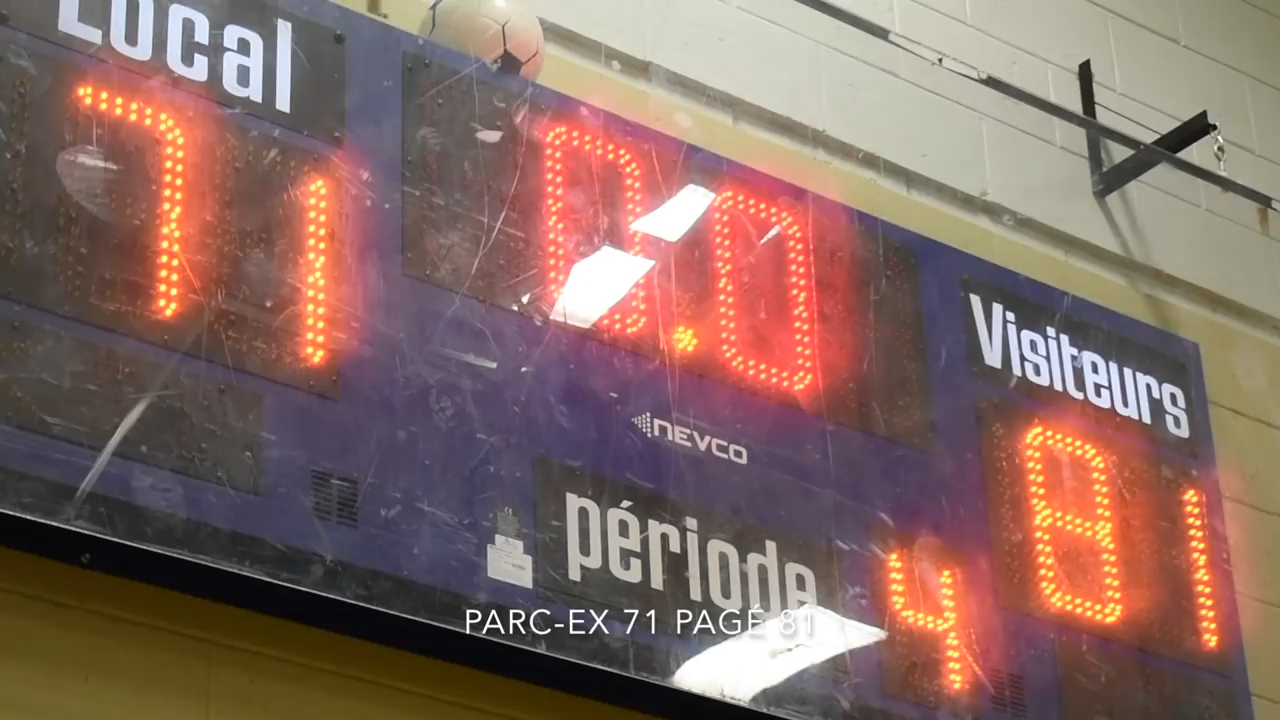 Local
71
0.0
Visiteurs
81
NEVCO
période
4
PARC-EX 71 PAGÉ 81